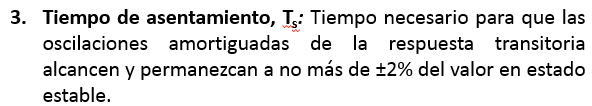 3. Tiempo de asentamiento, Ts: Tiempo necesario para que las
oscilaciones amortiguadas de la respuesta transitoria
alcancen y permanezcan a no más de ±2% del valor en estado
estable.